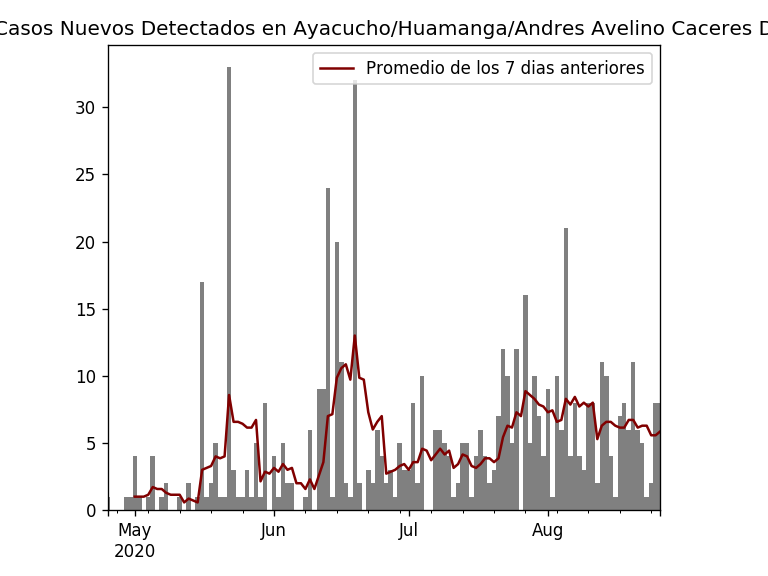 Casos Nuevos Detectados en Ayacucho/Huamanga/Andres Avelino Caceres D
Promedio de los 7 dias anteriores
30
25
20
15
10
5
0
May Jun Jul Aug
2020